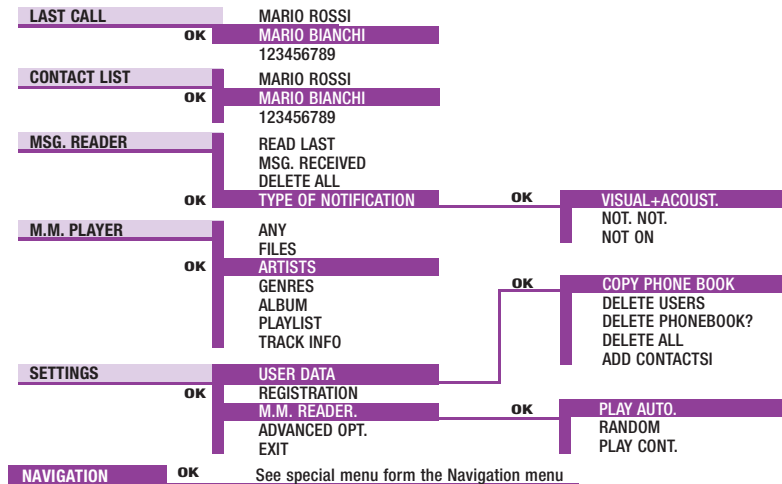 LAST CALL MARIO ROSSI
OK MARIO BIANCHI
123456789
CONTACT LIST MARIO ROSSI
OK MARIO BIANCHI
123456789
MSG. READER READ LAST
MSG. RECEIVED
DELETE ALL
OK TYPE OF NOTIFICATION OK VISUAL+ACOUST.
NOT. NOT.
NOT ON
M.M. PLAYER ANY
FILES
OK ARTISTS
GENRES OK COPY PHONE BOOK
ALBUM DELETE USERS
PLAYLIST DELETE PHONEBOOK?
TRACK INFO DELETE ALL
ADD CONTACTSI
SETTINGS USER DATA
OK REGISTRATION
M.M. READER. OK PLAY AUTO.
ADVANCED OPT. RANDOM
EXIT PLAY CONT.
NAVIGATION OK See special menu form the Navigation menu